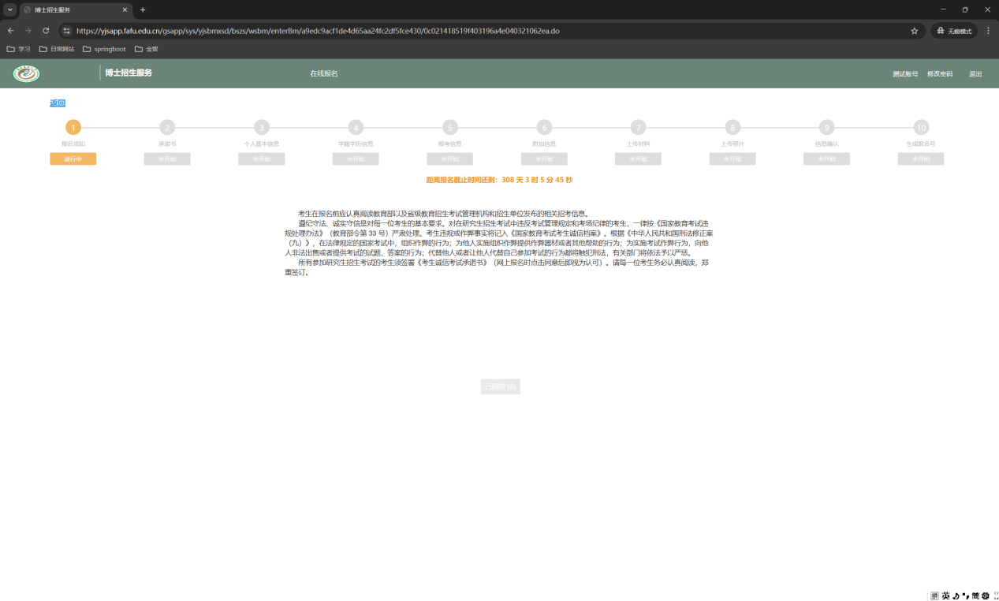 博士招生服务
https://yjsapp.fafu.edu.cn/gsapp/sys/yjsbmxsd/bszs/wsbm/enterBm/a9edc9acf1de4d65aa24fc2df5fce430/0c021418519f403196a4e040321062ea.do
无痕模式
学习 日常网站 springboot 金智
博士招生服务 在线报名 测试账号 修改密码 退出
返回
1 2 3 4 5 6 7 8 9 10
报名须知 承诺书 个人基本信息 学籍学历信息 报考信息 附加信息 上传材料 上传照片 信息确认 生成报名号
进行中 未开始 未开始 未开始 未开始 未开始 未开始 未开始 未开始 未开始
距离报名截止时间还剩：308 天 3 时 5 分 45 秒
考生在报名前应认真阅读教育部以及省级教育招生考试管理机构和招生单位发布的相关招考信息。
遵纪守法、诚实守信是对每一位考生的基本要求。对在研究生招生考试中违反考试管理规定和考场纪律的考生，一律按《国家教育考试违
规处理办法》（教育部令第 33 号）严肃处理。考生违规或作弊事实将记入《国家教育考试考生诚信档案》。根据《中华人民共和国刑法修正案
（九）》，在法律规定的国家考试中，组织作弊的行为；为他人实施组织作弊提供作弊器材或者其他帮助的行为；为实施考试作弊行为，向他
人非法出售或者提供考试的试题、答案的行为；代替他人或者让他人代替自己参加考试的行为都将触犯刑法，有关部门将依法予以严惩。
所有参加研究生招生考试的考生须签署《考生诚信考试承诺书》（网上报名时点击同意后即视为认可）。请每一位考生务必认真阅读，郑
重签订。
已阅读 (8)
拼 英 简